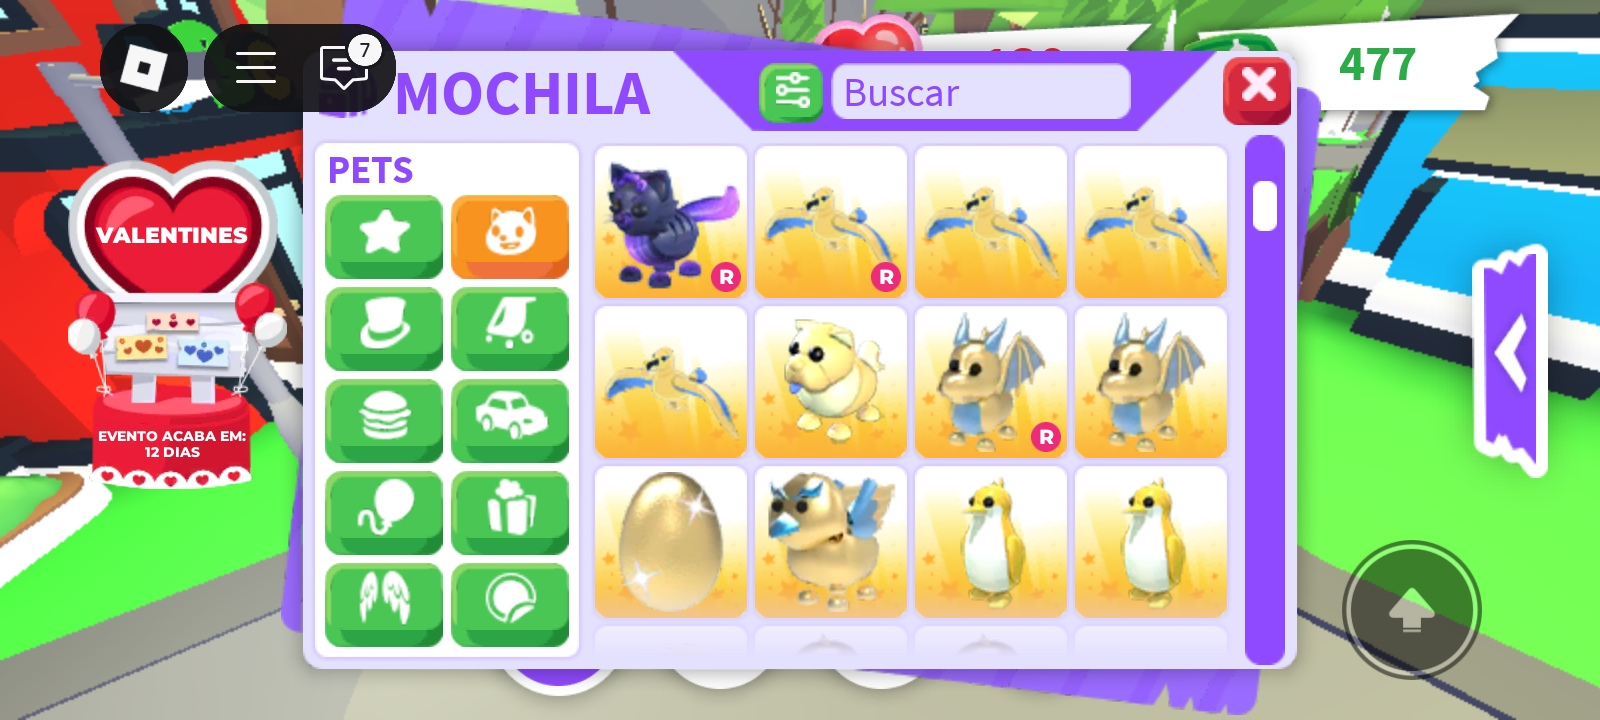 7
MOCHILA
Buscar
477
PETS
VALENTINES
R
R
R
EVENTO ACABA EM:
12 DIAS